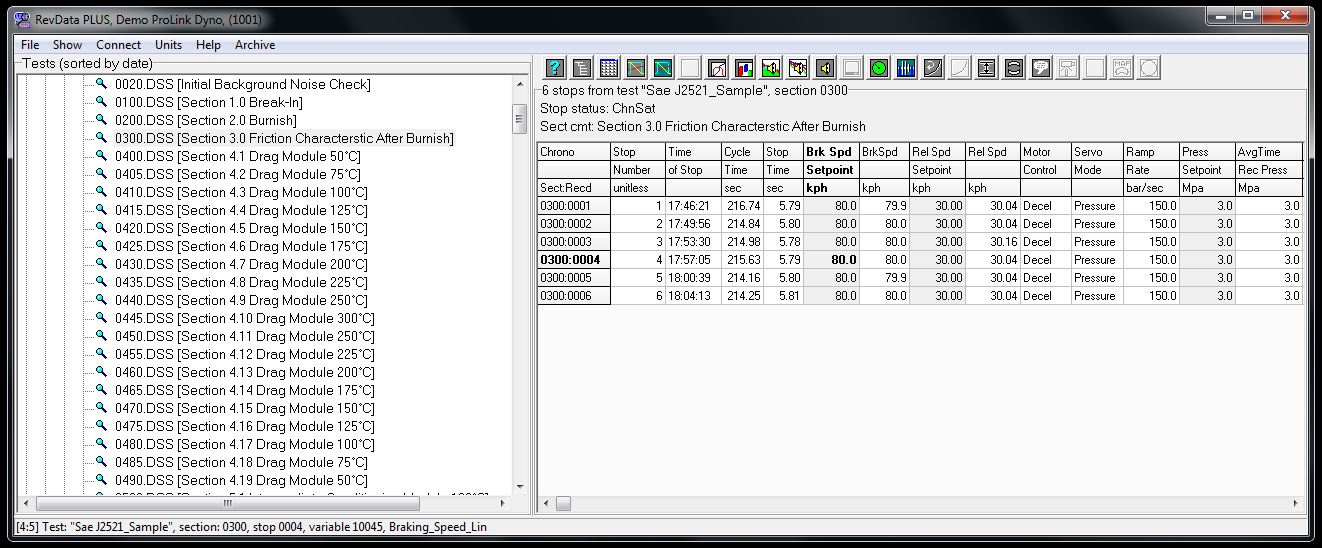 RevData PLUS, Demo ProLink Dyno, (1001)
File Show Connect Units Help Archive
Tests (sorted by date)
0020.DSS [Initial Background Noise Check]
0100.DSS [Section 1.0 Break-In]
0200.DSS [Section 2.0 Burnish]
0300.DSS [Section 3.0 Friction Characterstic After Burnish]
0400.DSS [Section 4.1 Drag Module 50°C]
0405.DSS [Section 4.2 Drag Module 75°C]
0410.DSS [Section 4.3 Drag Module 100°C]
0415.DSS [Section 4.4 Drag Module 125°C]
0420.DSS [Section 4.5 Drag Module 150°C]
0425.DSS [Section 4.6 Drag Module 175°C]
0430.DSS [Section 4.7 Drag Module 200°C]
0435.DSS [Section 4.8 Drag Module 225°C]
0440.DSS [Section 4.9 Drag Module 250°C]
0445.DSS [Section 4.10 Drag Module 300°C]
0450.DSS [Section 4.11 Drag Module 250°C]
0455.DSS [Section 4.12 Drag Module 225°C]
0460.DSS [Section 4.13 Drag Module 200°C]
0465.DSS [Section 4.14 Drag Module 175°C]
0470.DSS [Section 4.15 Drag Module 150°C]
0475.DSS [Section 4.16 Drag Module 125°C]
0480.DSS [Section 4.17 Drag Module 100°C]
0485.DSS [Section 4.18 Drag Module 75°C]
0490.DSS [Section 4.19 Drag Module 50°C]
MAP
6 stops from test "Sae J2521_Sample", section 0300
Stop status: ChnSat
Sect cmt: Section 3.0 Friction Characterstic After Burnish
Chrono Stop Time Cycle Stop Brk Spd BrkSpd Rel Spd Rel Spd Motor Servo Ramp Press AvgTime
Number of Stop Time Time Setpoint Setpoint Control Mode Rate Setpoint Rec Press
Sect:Recd unitless sec sec kph kph kph kph bar/sec Mpa Mpa
0300:0001 1 17:46:21 216.74 5.79 80.0 79.9 30.00 30.04 Decel Pressure 150.0 3.0 3.0
0300:0002 2 17:49:56 214.84 5.80 80.0 80.0 30.00 30.04 Decel Pressure 150.0 3.0 3.0
0300:0003 3 17:53:30 214.98 5.78 80.0 80.0 30.00 30.16 Decel Pressure 150.0 3.0 3.0
0300:0004 4 17:57:05 215.63 5.79 80.0 80.0 30.00 30.04 Decel Pressure 150.0 3.0 3.0
0300:0005 5 18:00:39 214.16 5.80 80.0 79.9 30.00 30.04 Decel Pressure 150.0 3.0 3.0
0300:0006 6 18:04:13 214.25 5.81 80.0 80.0 30.00 30.04 Decel Pressure 150.0 3.0 3.0
[4:5] Test: "Sae J2521_Sample", section: 0300, stop 0004, variable 10045, Braking_Speed_Lin